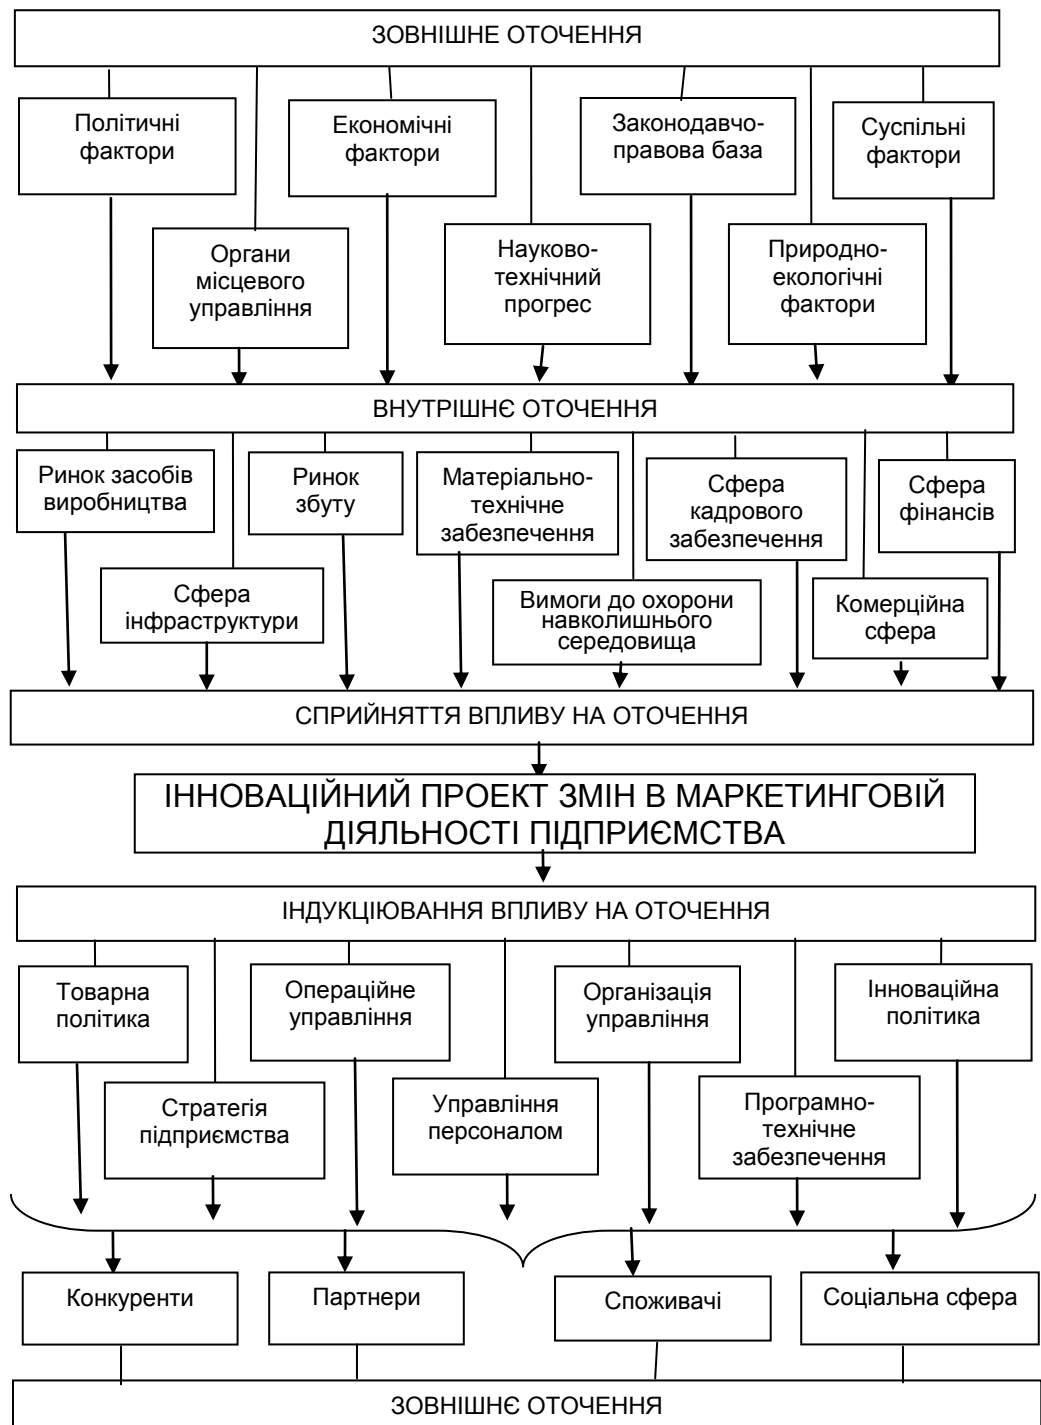 ЗОВНІШНЕ ОТОЧЕННЯ
Політичні
фактори
Економічні
фактори
Законодавчо-
правова база
Суспільні
фактори
Органи
місцевого
управління
Науково-
технічний
прогрес
Природно-
екологічні
фактори
ВНУТРІШНЄ ОТОЧЕННЯ
Ринок засобів
виробництва
Ринок
збуту
Матеріально-
технічне
забезпечення
Сфера
кадрового
забезпечення
Сфера
фінансів
Сфера
інфраструктури
Вимоги до охорони
навколишнього
середовища
Комерційна
сфера
СПРИЙНЯТТЯ ВПЛИВУ НА ОТОЧЕННЯ
ІННОВАЦІЙНИЙ ПРОЕКТ ЗМІН В МАРКЕТИНГОВІЙ
ДІЯЛЬНОСТІ ПІДПРИЄМСТВА
ІНДУКЦІЮВАННЯ ВПЛИВУ НА ОТОЧЕННЯ
Товарна
політика
Операційне
управління
Організація
управління
Інноваційна
політика
Стратегія
підприємства
Управління
персоналом
Програмно-
технічне
забезпечення
Конкуренти
Партнери
Споживачі
Соціальна сфера
ЗОВНІШНЄ ОТОЧЕННЯ